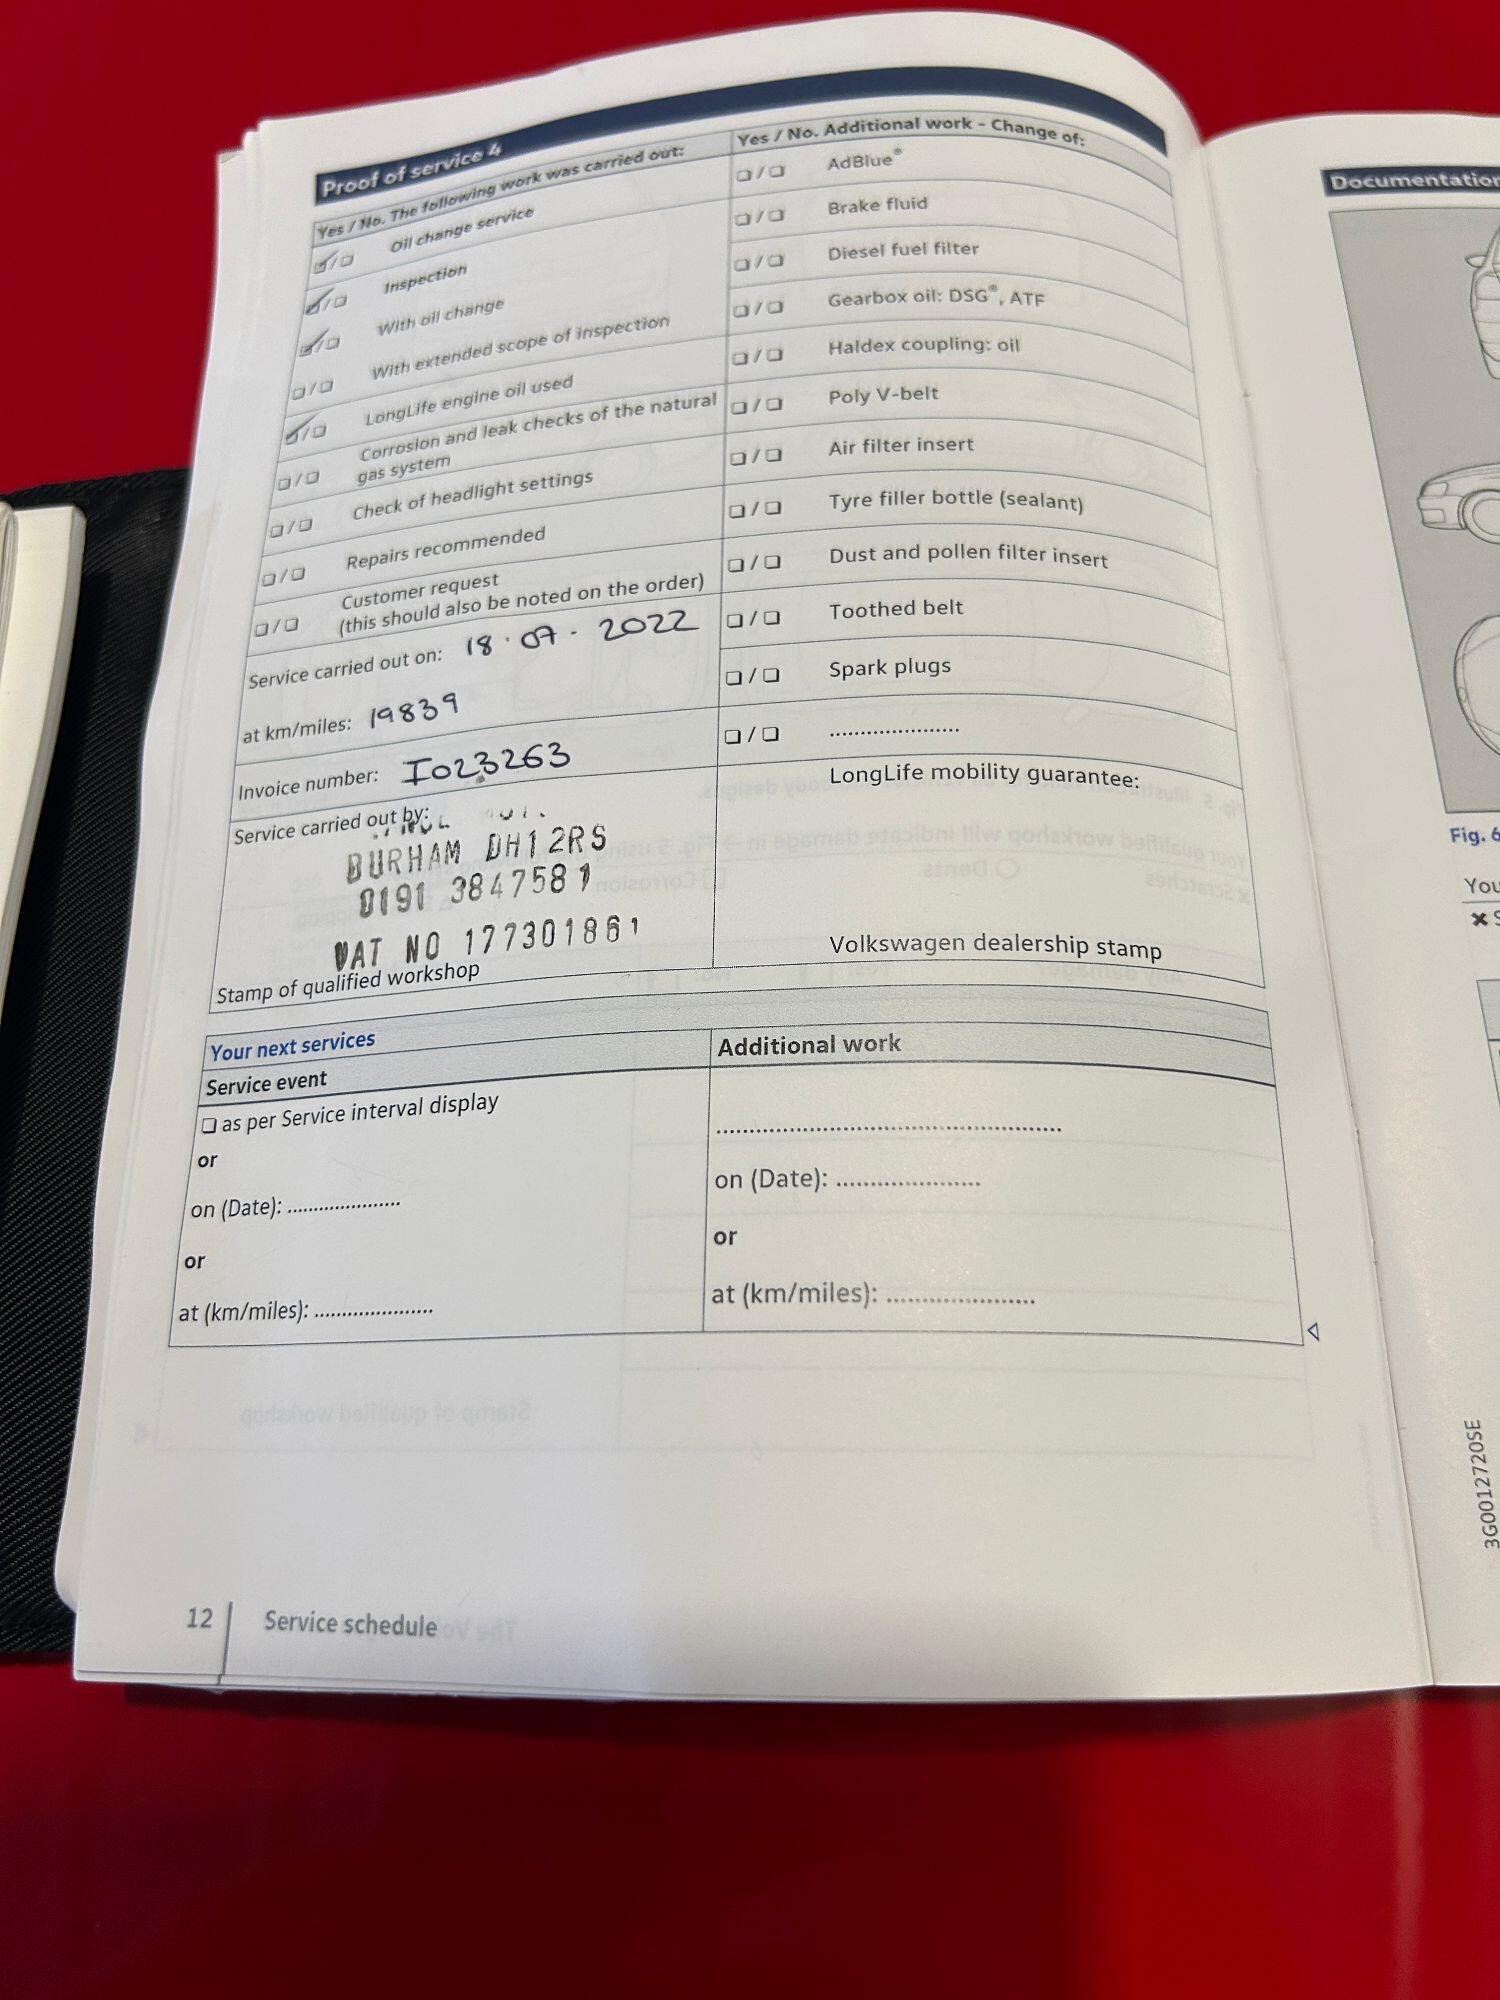 Proof of service 4
Yes / No. The following work was carried out:
❏/❏ Oil change service
❏/❏ Inspection
❏/❏ With oil change
❏/❏ With extended scope of inspection
❏/❏ LongLife engine oil used
❏/❏ Corrosion and leak checks of the natural
gas system
❏/❏ Check of headlight settings
❏/❏ Repairs recommended
❏/❏ Customer request
(this should also be noted on the order)
Service carried out on: 18.07.2022
at km/miles: 19839
Invoice number: I023263
Service carried out by:
DURHAM DH1 2RS
0191 3847581
VAT NO 177301861
Stamp of qualified workshop
Yes / No. Additional work - Change of:
❏/❏ AdBlue®
❏/❏ Brake fluid
❏/❏ Diesel fuel filter
❏/❏ Gearbox oil: DSG®, ATF
❏/❏ Haldex coupling: oil
❏/❏ Poly V-belt
❏/❏ Air filter insert
❏/❏ Tyre filler bottle (sealant)
❏/❏ Dust and pollen filter insert
❏/❏ Toothed belt
❏/❏ Spark plugs
❏/❏ ......................
LongLife mobility guarantee:
Volkswagen dealership stamp
Your next services
Service event
❏ as per Service interval display
or
on (Date): ....................
or
at (km/miles): .....................
Additional work
..................................................
on (Date): ......................
or
at (km/miles): ......................
12 Service schedule
Documentation
Fig. 6
You
3G0012720SE